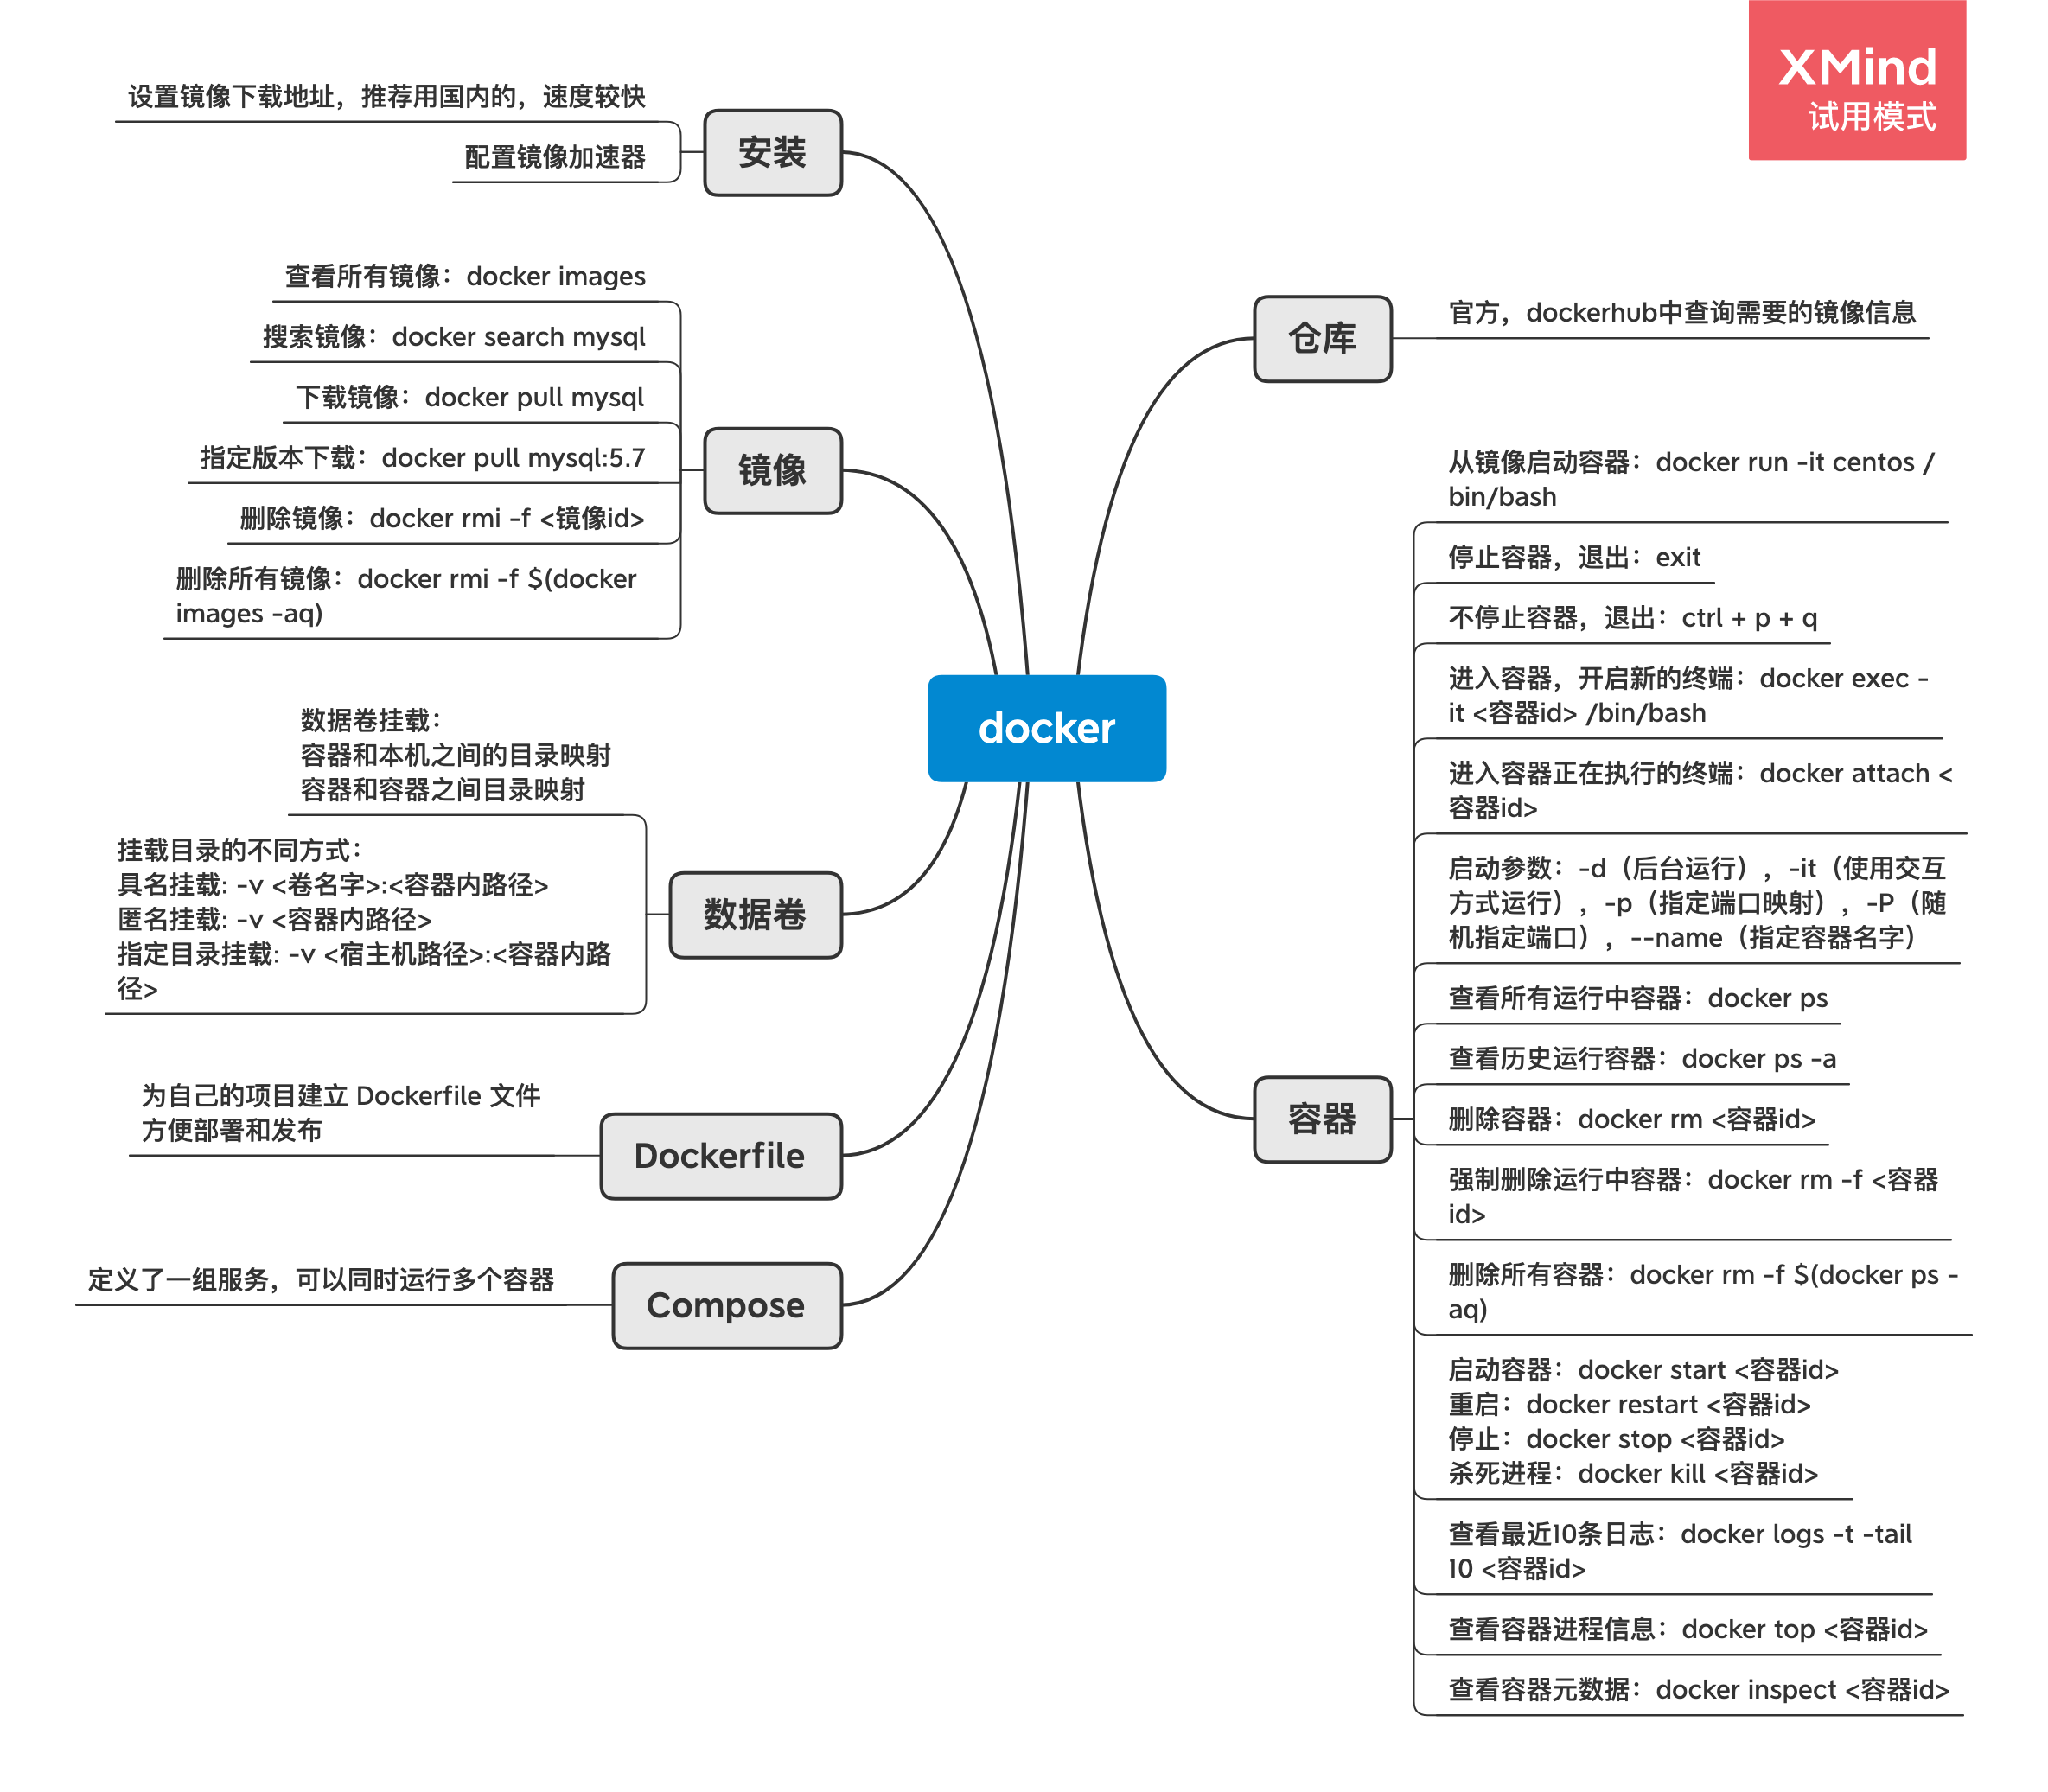 XMind
试用模式
docker
仓库
官方，dockerhub中查询需要的镜像信息
容器
从镜像启动容器：docker run -it centos /
bin/bash
停止容器，退出：exit
不停止容器，退出：ctrl + p + q
进入容器，开启新的终端：docker exec -
it <容器id> /bin/bash
进入容器正在执行的终端：docker attach <
容器id>
启动参数：-d（后台运行），-it（使用交互
方式运行），-p（指定端口映射），-P（随
机指定端口），--name（指定容器名字）
查看所有运行中容器：docker ps
查看历史运行容器：docker ps -a
删除容器：docker rm <容器id>
强制删除运行中容器：docker rm -f <容器
id>
删除所有容器：docker rm -f $(docker ps -
aq)
启动容器：docker start <容器id>
重启：docker restart <容器id>
停止：docker stop <容器id>
杀死进程：docker kill <容器id>
查看最近10条日志：docker logs -t -tail
10 <容器id>
查看容器进程信息：docker top <容器id>
查看容器元数据：docker inspect <容器id>
安装
设置镜像下载地址，推荐用国内的，速度较快
配置镜像加速器
镜像
查看所有镜像：docker images
搜索镜像：docker search mysql
下载镜像：docker pull mysql
指定版本下载：docker pull mysql:5.7
删除镜像：docker rmi -f <镜像id>
删除所有镜像：docker rmi -f $(docker
images -aq)
数据卷
数据卷挂载：
容器和本机之间的目录映射
容器和容器之间目录映射
挂载目录的不同方式：
具名挂载: -v <卷名字>:<容器内路径>
匿名挂载: -v <容器内路径>
指定目录挂载: -v <宿主机路径>:<容器内路
径>
Dockerfile
为自己的项目建立 Dockerfile 文件
方便部署和发布
Compose
定义了一组服务，可以同时运行多个容器